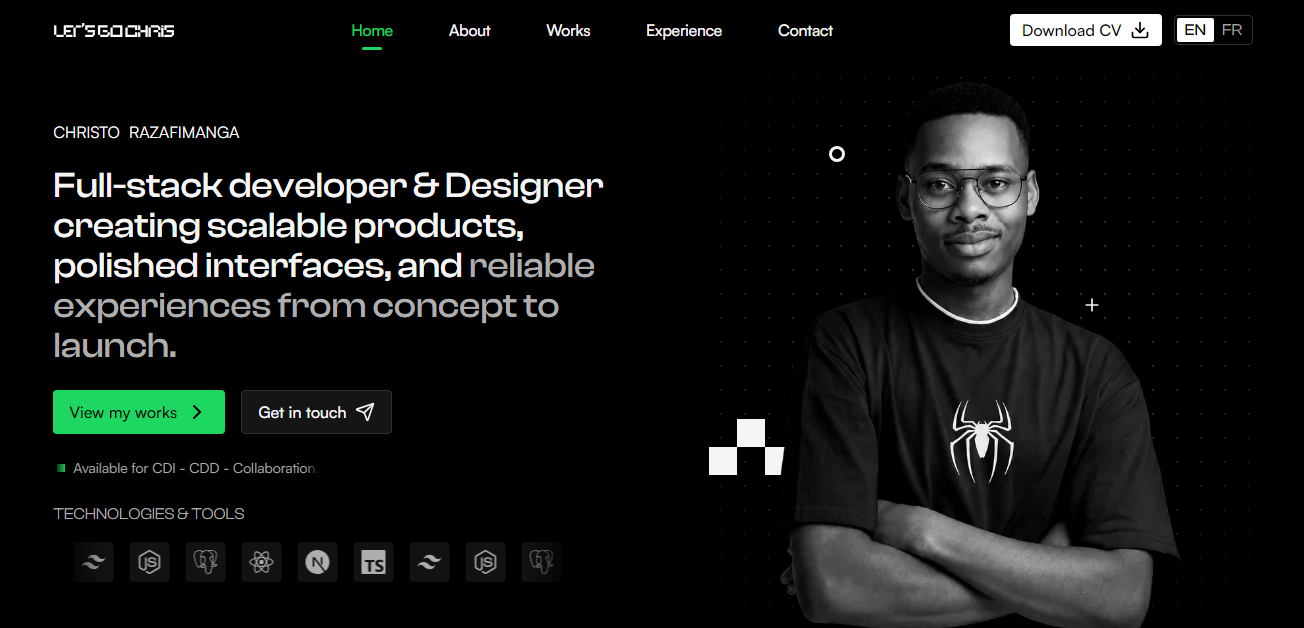 LET'S GO CHRIS
Home
About
Works
Experience
Contact
Download CV
EN
FR
CHRISTO RAZAFIMANGA
Full-stack developer & Designer
creating scalable products,
polished interfaces, and reliable
experiences from concept to
launch.
View my works
Get in touch
Available for CDI - CDD - Collaboration
TECHNOLOGIES & TOOLS
JS
N
TS
JS